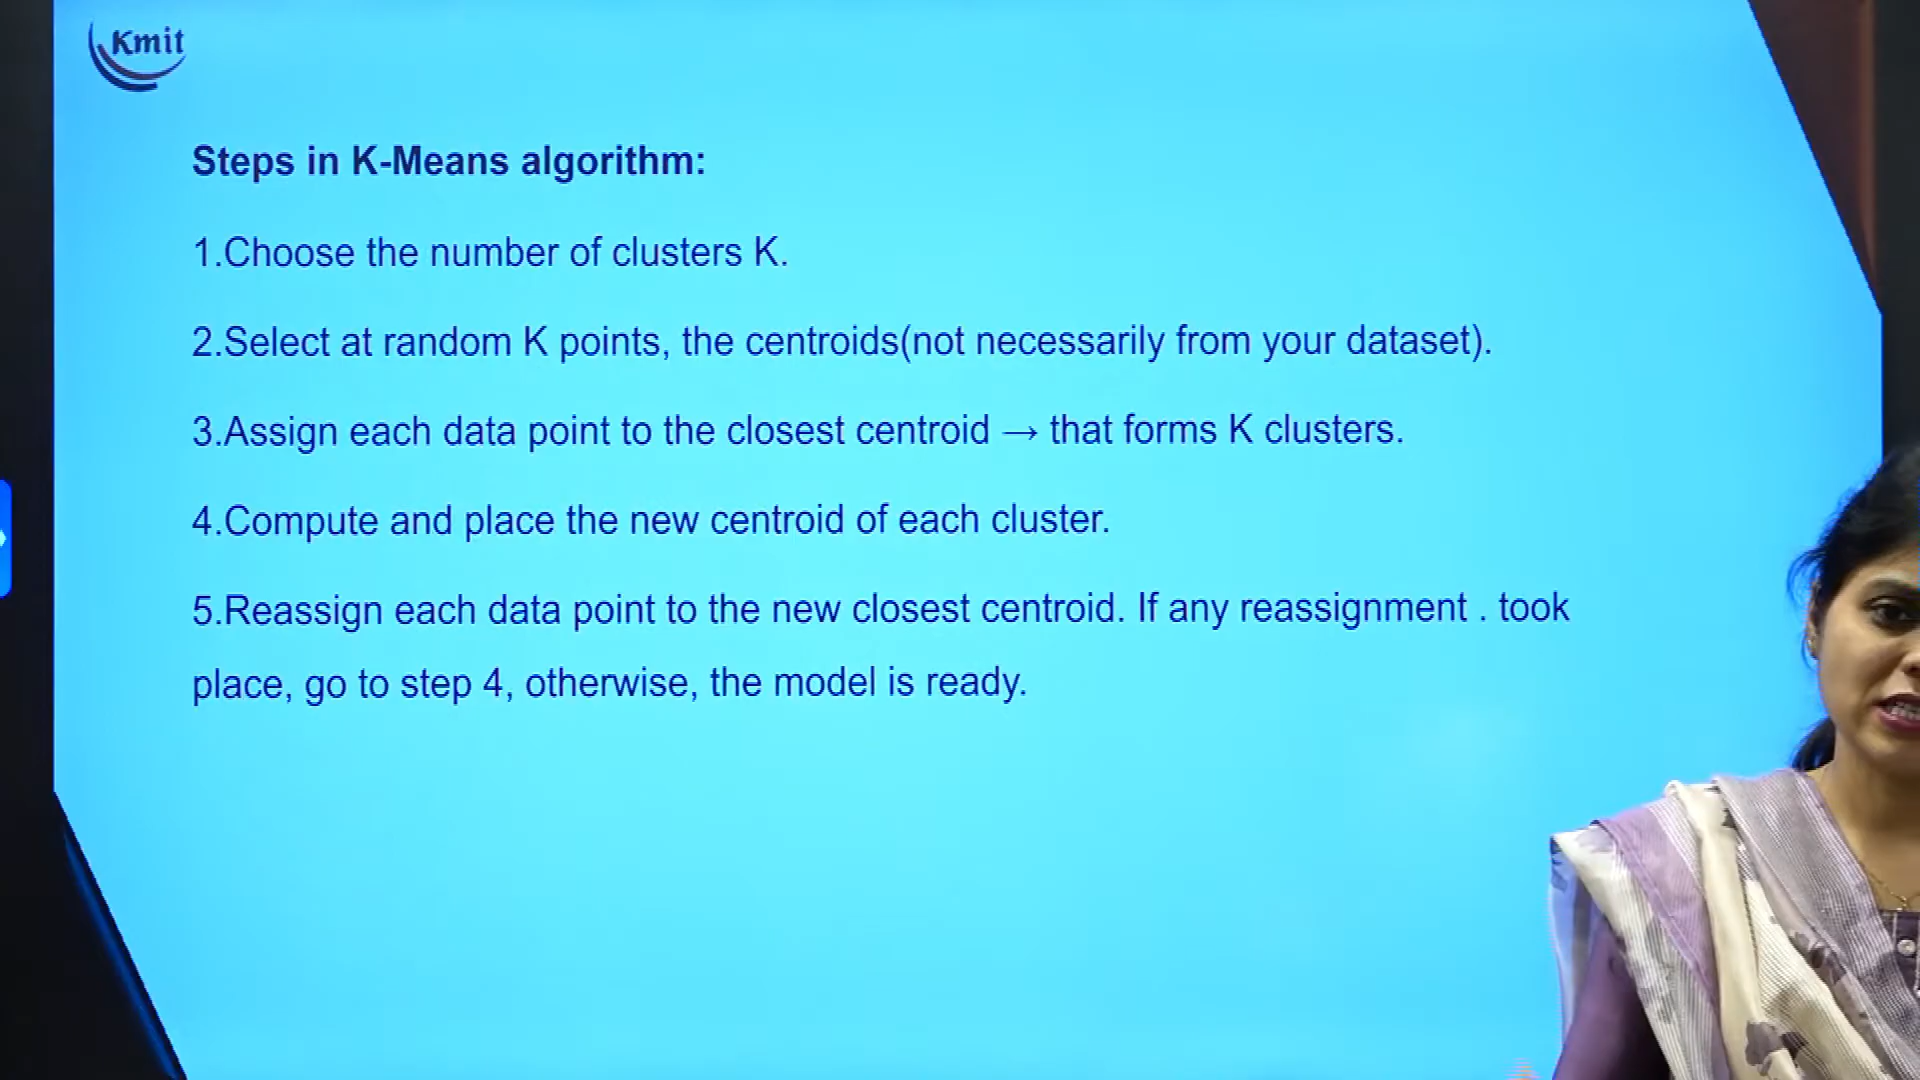 Kmit
Steps in K-Means algorithm:
1.Choose the number of clusters K.
2.Select at random K points, the centroids(not necessarily from your dataset).
3.Assign each data point to the closest centroid → that forms K clusters.
4.Compute and place the new centroid of each cluster.
5.Reassign each data point to the new closest centroid. If any reassignment . took
place, go to step 4, otherwise, the model is ready.